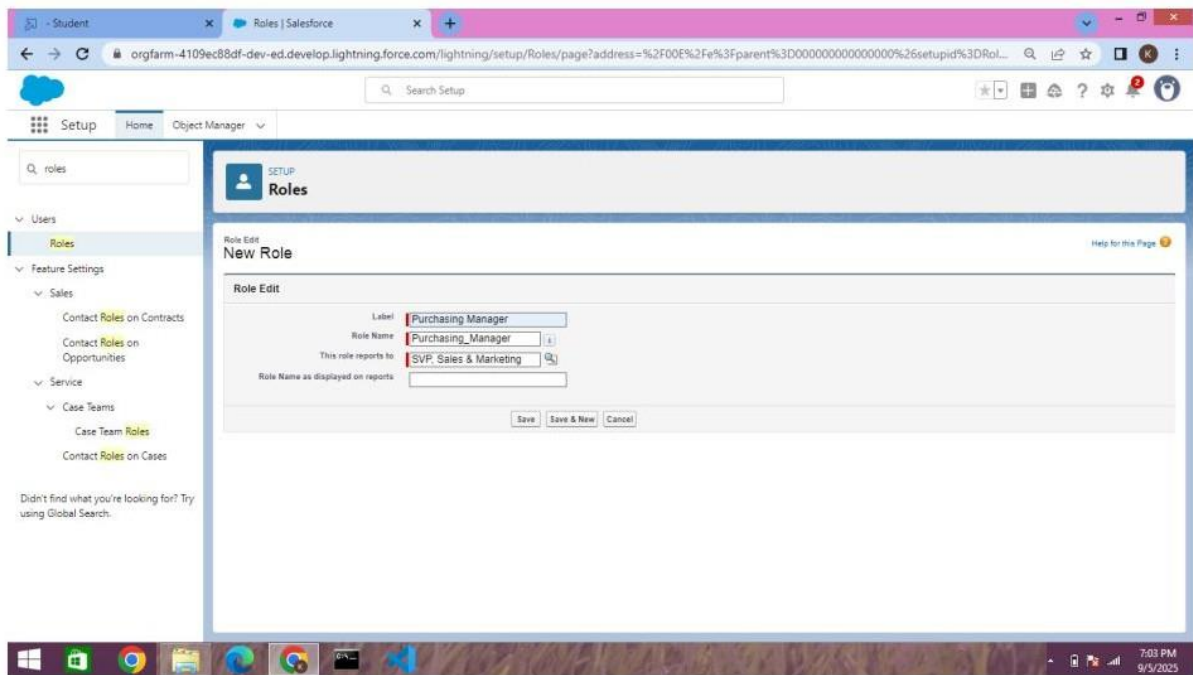 - Student
Roles | Salesforce
orgfarm-4109ec88df-dev-ed.develop.lightning.force.com/lightning/setup/Roles/page?address=%2F00E%2Fe%3Fparent%3D000000000000000%26setupid%3DRol...
K
Search Setup
2
Setup
Home
Object Manager
roles
SETUP
Roles
Users
Roles
Feature Settings
Sales
Contact Roles on Contracts
Contact Roles on
Opportunities
Service
Case Teams
Case Team Roles
Contact Roles on Cases
Didn't find what you're looking for? Try
using Global Search.
Role Edit
New Role
Help for this Page
Role Edit
Label Purchasing Manager
Role Name Purchasing_Manager
This role reports to SVP, Sales & Marketing
Role Name as displayed on reports
Save Save & New Cancel
7:03 PM
9/5/2025